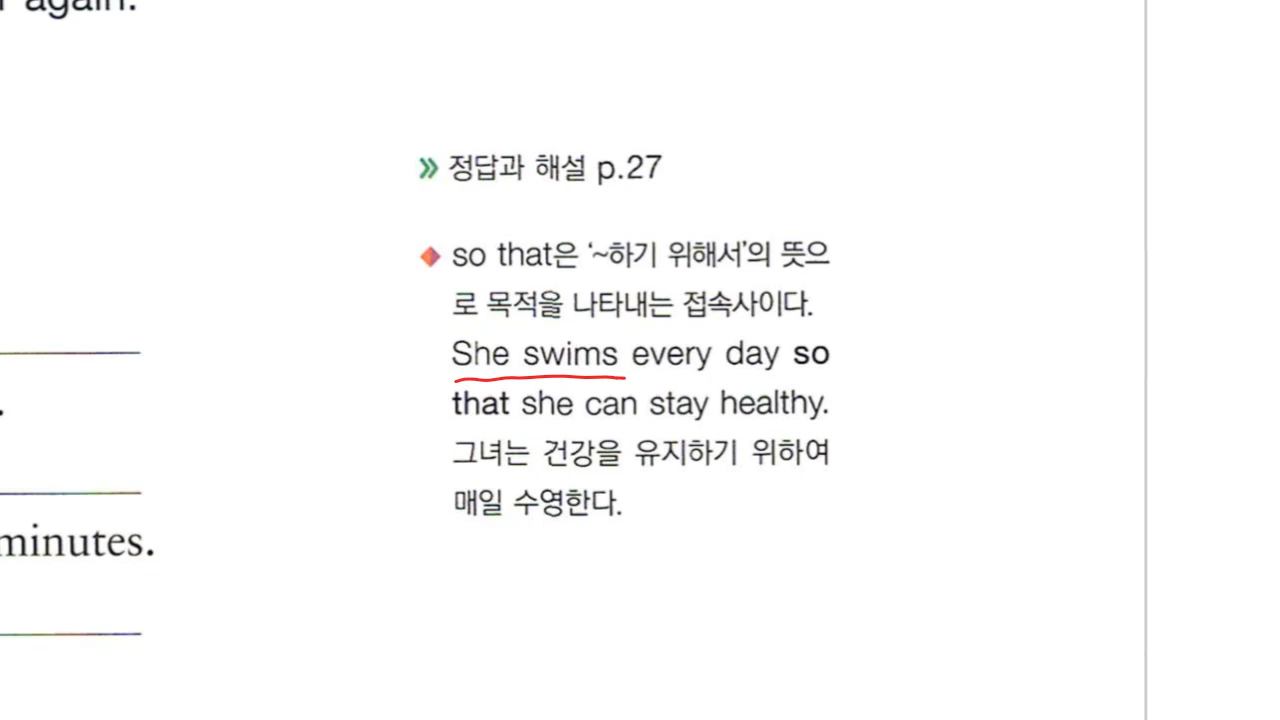 again.
» 정답과 해설 p.27
so that은 ‘~하기 위해서’의 뜻으
로 목적을 나타내는 접속사이다.
She swims every day so
that she can stay healthy.
그녀는 건강을 유지하기 위하여
매일 수영한다.
minutes.